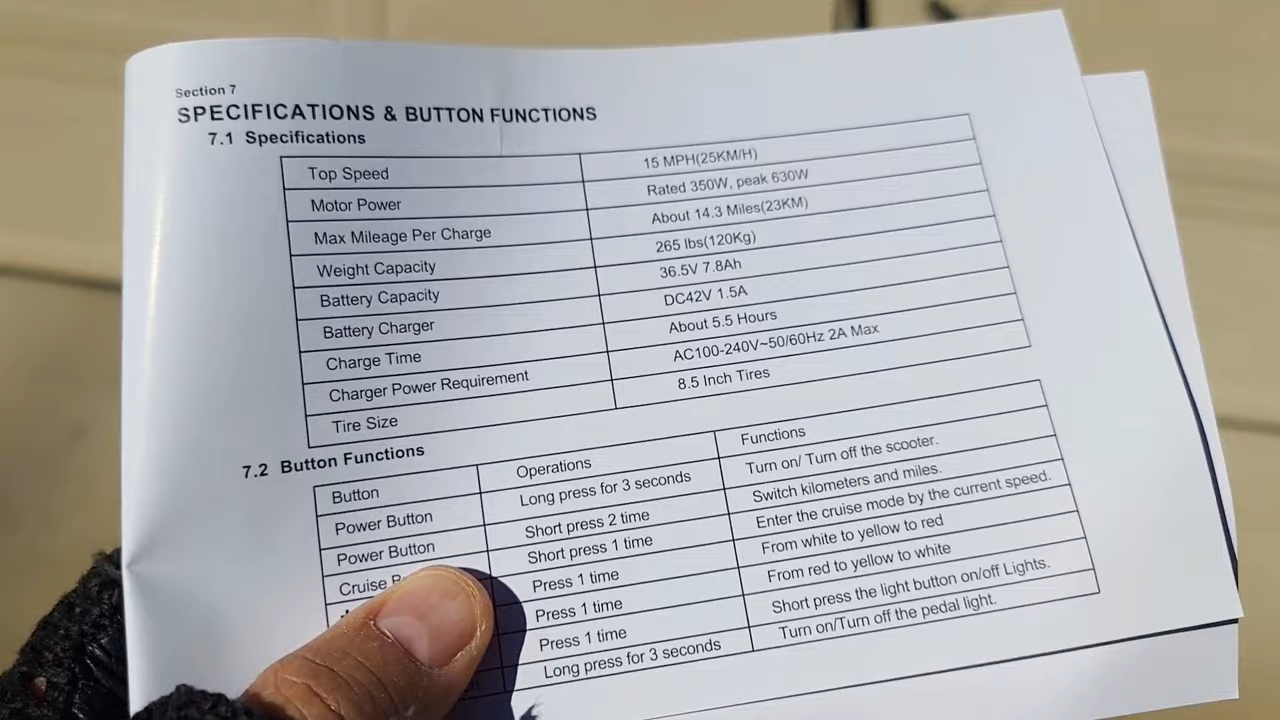 Section 7
SPECIFICATIONS & BUTTON FUNCTIONS
7.1 Specifications
Top Speed 15 MPH(25KM/H)
Motor Power Rated 350W, peak 630W
Max Mileage Per Charge About 14.3 Miles(23KM)
Weight Capacity 265 lbs(120Kg)
Battery Capacity 36.5V 7.8Ah
Battery Charger DC42V 1.5A
Charge Time About 5.5 Hours
Charger Power Requirement AC100-240V~50/60Hz 2A Max
Tire Size 8.5 Inch Tires
7.2 Button Functions
Button Operations Functions
Power Button Long press for 3 seconds Turn on/ Turn off the scooter.
Power Button Short press 2 time Switch kilometers and miles.
Cruise Short press 1 time Enter the cruise mode by the current speed.
Press 1 time From white to yellow to red
Press 1 time From red to yellow to white
Press 1 time Short press the light button on/off Lights.
Long press for 3 seconds Turn on/Turn off the pedal light.